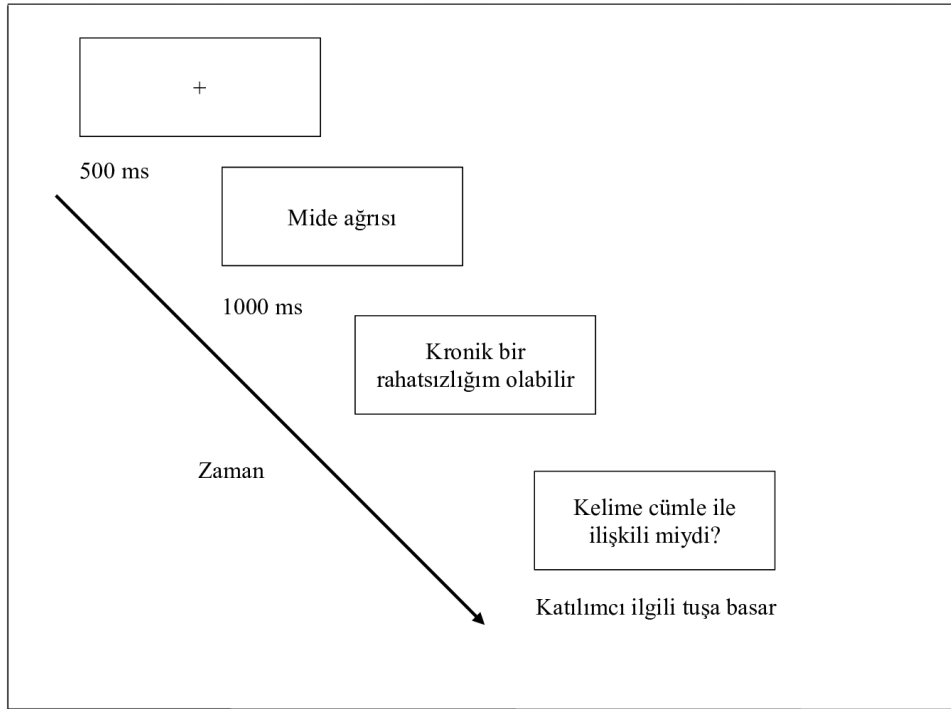 +
500 ms
Mide ağrısı
1000 ms
Kronik bir
rahatsızlığım olabilir
Zaman
Kelime cümle ile
ilişkili miydi?
Katılımcı ilgili tuşa basar